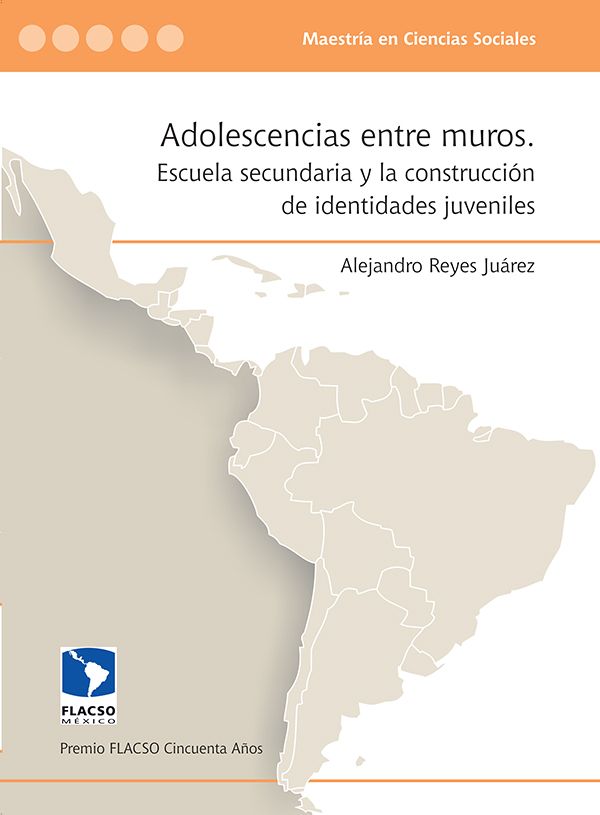 Maestría en Ciencias Sociales
Adolescencias entre muros.
Escuela secundaria y la construcción
de identidades juveniles
Alejandro Reyes Juárez
FLACSO
MÉXICO
Premio FLACSO Cincuenta Años